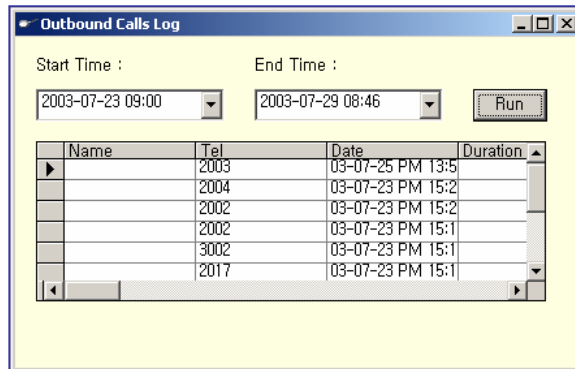 Outbound Calls Log
Start Time : End Time :
2003-07-23 09:00 2003-07-29 08:46 Run
Name Tel Date Duration
2003 03-07-25 PM 13:5
2004 03-07-23 PM 15:2
2002 03-07-23 PM 15:2
2002 03-07-23 PM 15:1
3002 03-07-23 PM 15:1
2017 03-07-23 PM 15:1